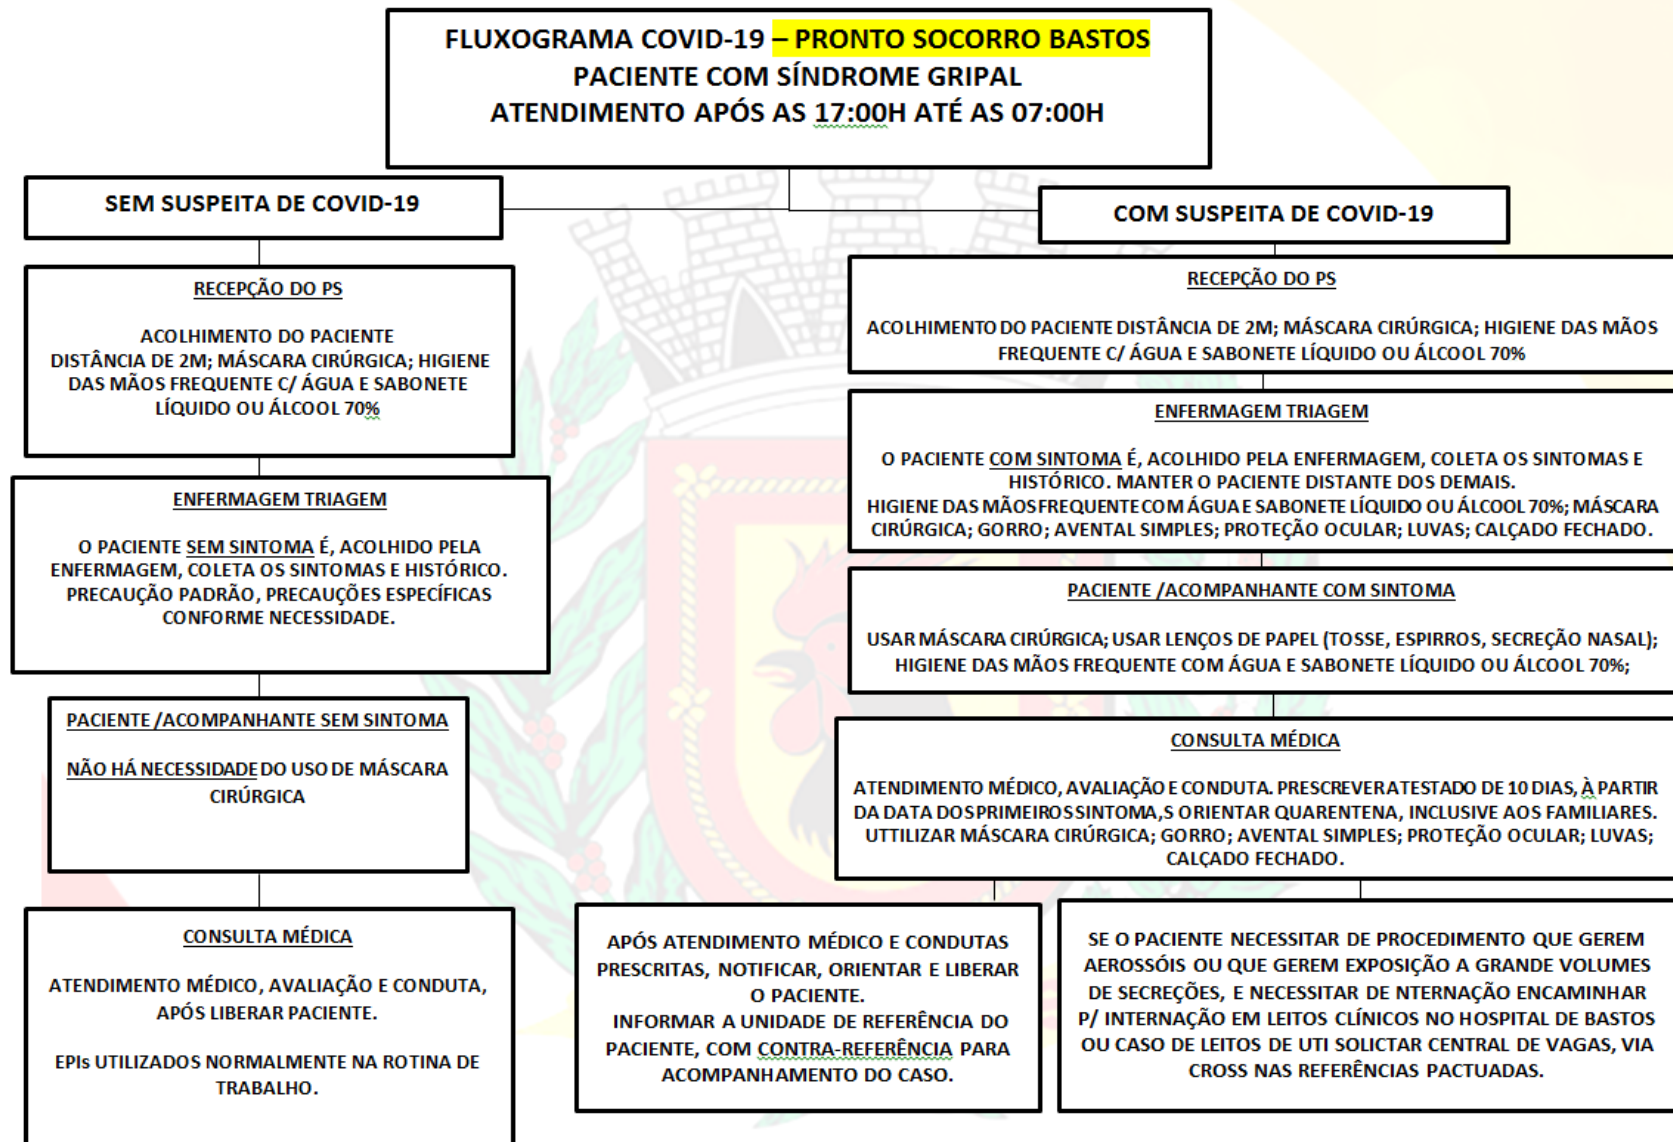 FLUXOGRAMA COVID-19 – PRONTO SOCORRO BASTOS
PACIENTE COM SÍNDROME GRIPAL
ATENDIMENTO APÓS AS 17:00H ATÉ AS 07:00H
SEM SUSPEITA DE COVID-19
RECEPÇÃO DO PS
ACOLHIMENTO DO PACIENTE
DISTÂNCIA DE 2M; MÁSCARA CIRÚRGICA; HIGIENE
DAS MÃOS FREQUENTE C/ ÁGUA E SABONETE
LÍQUIDO OU ÁLCOOL 70%
ENFERMAGEM TRIAGEM
O PACIENTE SEM SINTOMA É, ACOLHIDO PELA
ENFERMAGEM, COLETA OS SINTOMAS E HISTÓRICO.
PRECAUÇÃO PADRÃO, PRECAUÇÕES ESPECÍFICAS
CONFORME NECESSIDADE.
PACIENTE /ACOMPANHANTE SEM SINTOMA
NÃO HÁ NECESSIDADE DO USO DE MÁSCARA
CIRÚRGICA
CONSULTA MÉDICA
ATENDIMENTO MÉDICO, AVALIAÇÃO E CONDUTA,
APÓS LIBERAR PACIENTE.
EPIs UTILIZADOS NORMALMENTE NA ROTINA DE
TRABALHO.
COM SUSPEITA DE COVID-19
RECEPÇÃO DO PS
ACOLHIMENTO DO PACIENTE DISTÂNCIA DE 2M; MÁSCARA CIRÚRGICA; HIGIENE DAS MÃOS
FREQUENTE C/ ÁGUA E SABONETE LÍQUIDO OU ÁLCOOL 70%
ENFERMAGEM TRIAGEM
O PACIENTE COM SINTOMA É, ACOLHIDO PELA ENFERMAGEM, COLETA OS SINTOMAS E
HISTÓRICO. MANTER O PACIENTE DISTANTE DOS DEMAIS.
HIGIENE DAS MÃOS FREQUENTE COM ÁGUA E SABONETE LÍQUIDO OU ÁLCOOL 70%; MÁSCARA
CIRÚRGICA; GORRO; AVENTAL SIMPLES; PROTEÇÃO OCULAR; LUVAS; CALÇADO FECHADO.
PACIENTE /ACOMPANHANTE COM SINTOMA
USAR MÁSCARA CIRÚRGICA; USAR LENÇOS DE PAPEL (TOSSE, ESPIRROS, SECREÇÃO NASAL);
HIGIENE DAS MÃOS FREQUENTE COM ÁGUA E SABONETE LÍQUIDO OU ÁLCOOL 70%;
CONSULTA MÉDICA
ATENDIMENTO MÉDICO, AVALIAÇÃO E CONDUTA. PRESCREVER ATESTADO DE 10 DIAS, À PARTIR
DA DATA DOS PRIMEIROS SINTOMA,S ORIENTAR QUARENTENA, INCLUSIVE AOS FAMILIARES.
UTTILIZAR MÁSCARA CIRÚRGICA; GORRO; AVENTAL SIMPLES; PROTEÇÃO OCULAR; LUVAS;
CALÇADO FECHADO.
APÓS ATENDIMENTO MÉDICO E CONDUTAS
PRESCRITAS, NOTIFICAR, ORIENTAR E LIBERAR
O PACIENTE.
INFORMAR A UNIDADE DE REFERÊNCIA DO
PACIENTE, COM CONTRA-REFERÊNCIA PARA
ACOMPANHAMENTO DO CASO.
SE O PACIENTE NECESSITAR DE PROCEDIMENTO QUE GEREM
AEROSSÓIS OU QUE GEREM EXPOSIÇÃO A GRANDE VOLUMES
DE SECREÇÕES, E NECESSITAR DE NTERNAÇÃO ENCAMINHAR
P/ INTERNAÇÃO EM LEITOS CLÍNICOS NO HOSPITAL DE BASTOS
OU CASO DE LEITOS DE UTI SOLICTAR CENTRAL DE VAGAS, VIA
CROSS NAS REFERÊNCIAS PACTUADAS.